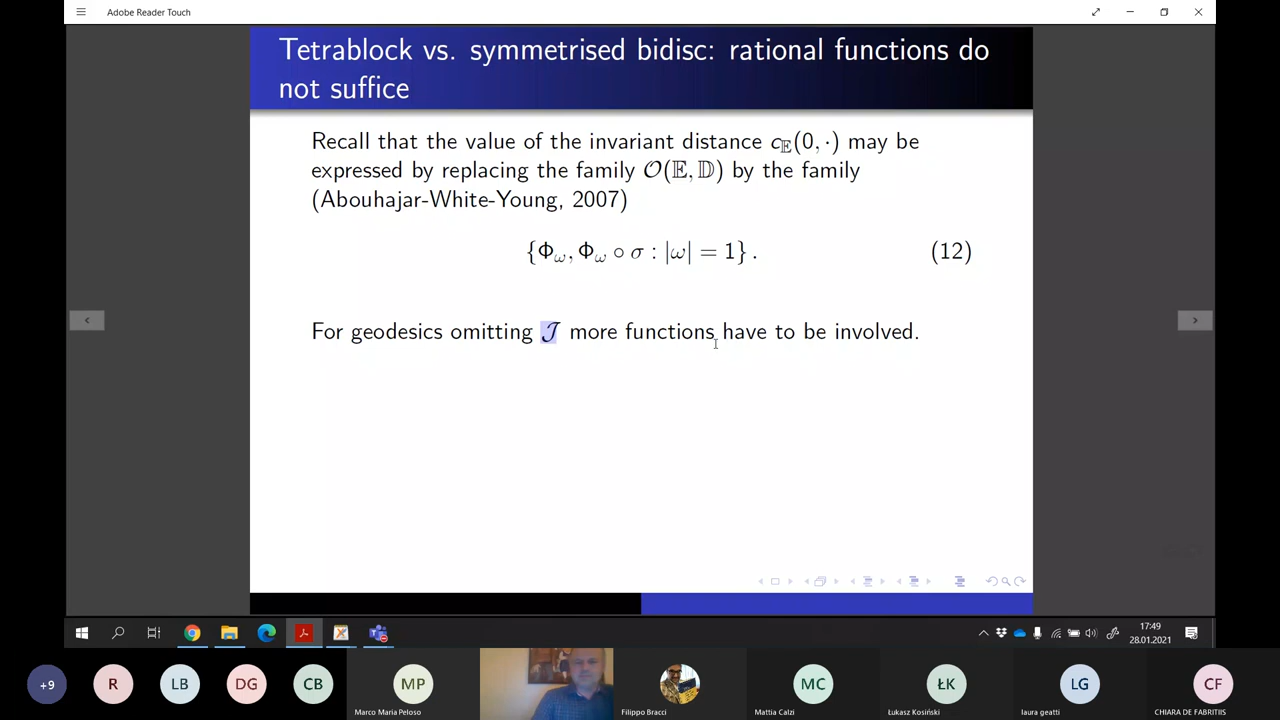 Adobe Reader Touch
Tetrablock vs. symmetrised bidisc: rational functions do
not suffice
Recall that the value of the invariant distance c_𝔼(0, ·) may be
expressed by replacing the family 𝒪(𝔼, 𝔻) by the family
(Abouhajar-White-Young, 2007)
{Φ_ω, Φ_ω ∘ σ : |ω| = 1} . (12)
For geodesics omitting 𝒥 more functions have to be involved.
17:49
28.01.2021
+9 R LB DG CB MP MC ŁK LG CF
Marco Maria Peloso Filippo Bracci Mattia Calzi Łukasz Kosiński laura geatti CHIARA DE FABRITIIS